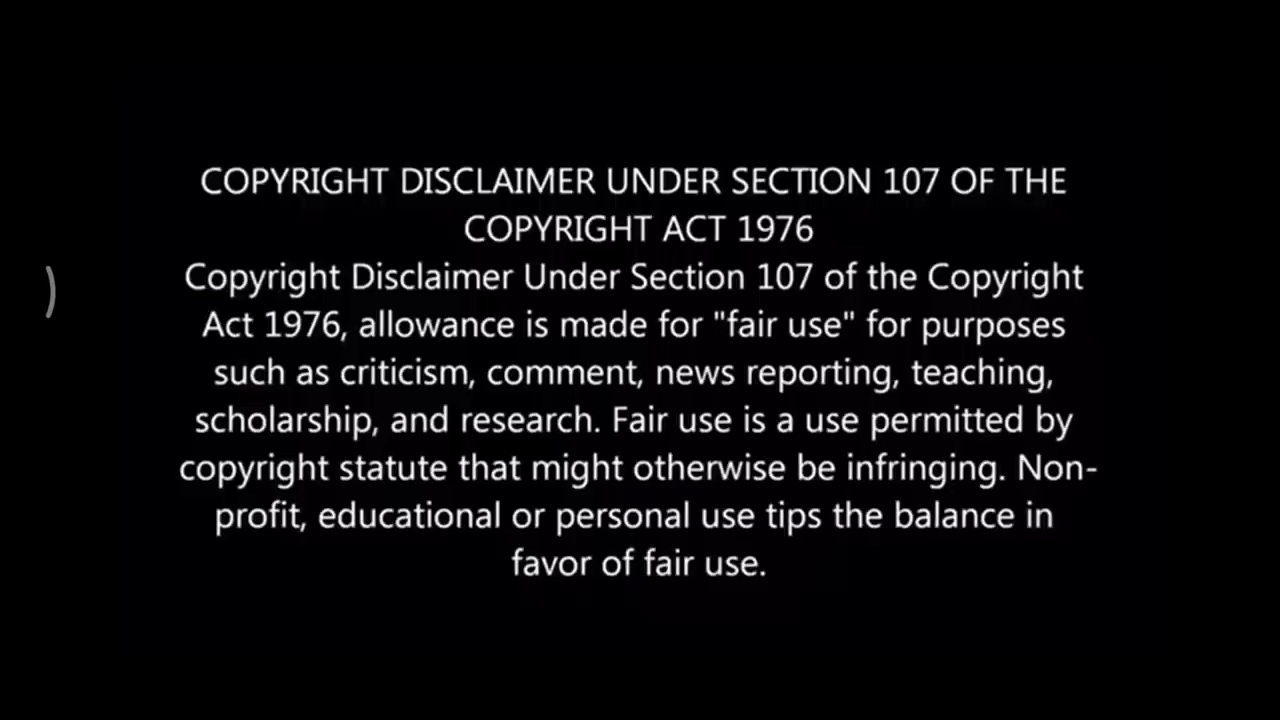 COPYRIGHT DISCLAIMER UNDER SECTION 107 OF THE
COPYRIGHT ACT 1976
Copyright Disclaimer Under Section 107 of the Copyright
Act 1976, allowance is made for "fair use" for purposes
such as criticism, comment, news reporting, teaching,
scholarship, and research. Fair use is a use permitted by
copyright statute that might otherwise be infringing. Non-
profit, educational or personal use tips the balance in
favor of fair use.